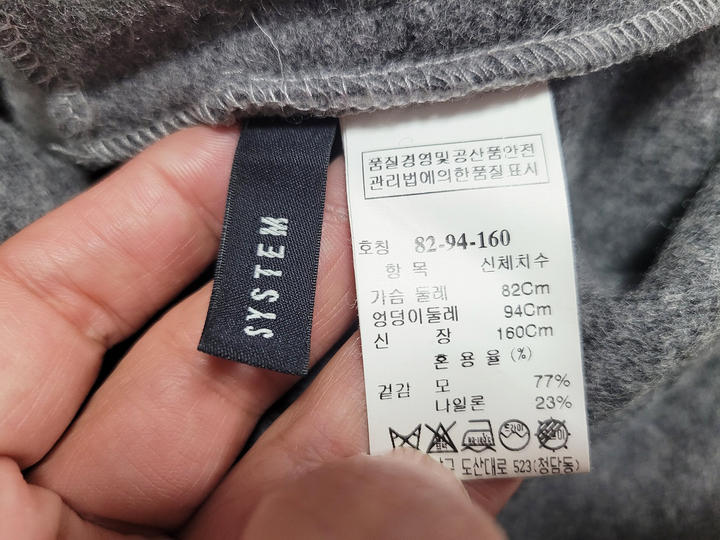 SYSTEM
품질경영및공산품안전
관리법에의한품질표시
호칭 82-94-160
항 목 신체치수
가슴 둘레 82Cm
엉덩이둘레 94Cm
신 장 160Cm
혼 용 율 (%)
겉감 모 77%
나일론 23%
드라이
도산대로 523(청담동)